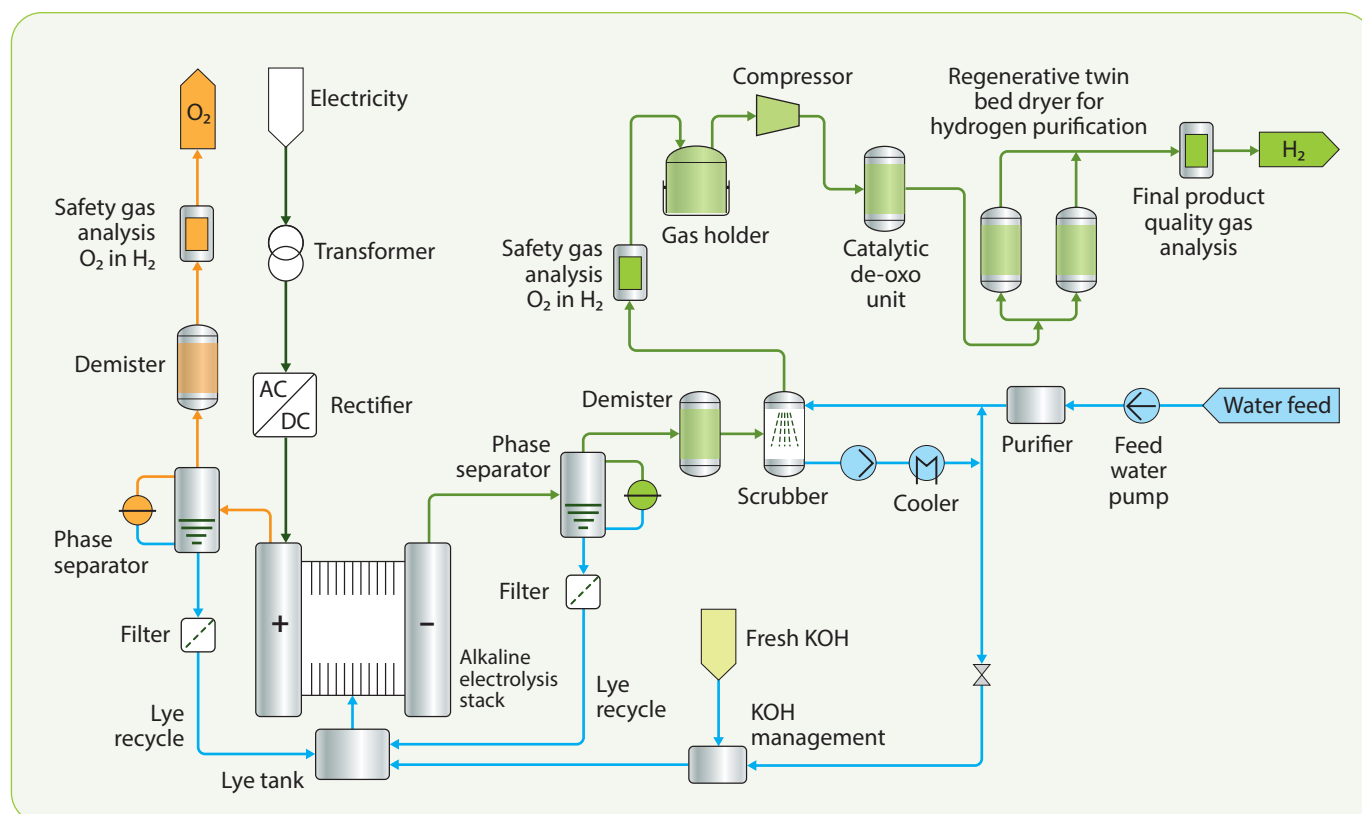 O₂
Electricity
Safety gas
analysis
O₂ in H₂
Transformer
Demister
AC
DC
Rectifier
Phase
separator
Filter
+
-
Alkaline
electrolysis
stack
Lye
recycle
Lye tank
Phase
separator
Demister
Scrubber
Cooler
Filter
Lye
recycle
Fresh KOH
KOH
management
Safety gas
analysis
O₂ in H₂
Gas holder
Compressor
Catalytic
de-oxo
unit
Regenerative twin
bed dryer for
hydrogen purification
Final product
quality gas
analysis
H₂
Purifier
Feed
water
pump
Water feed